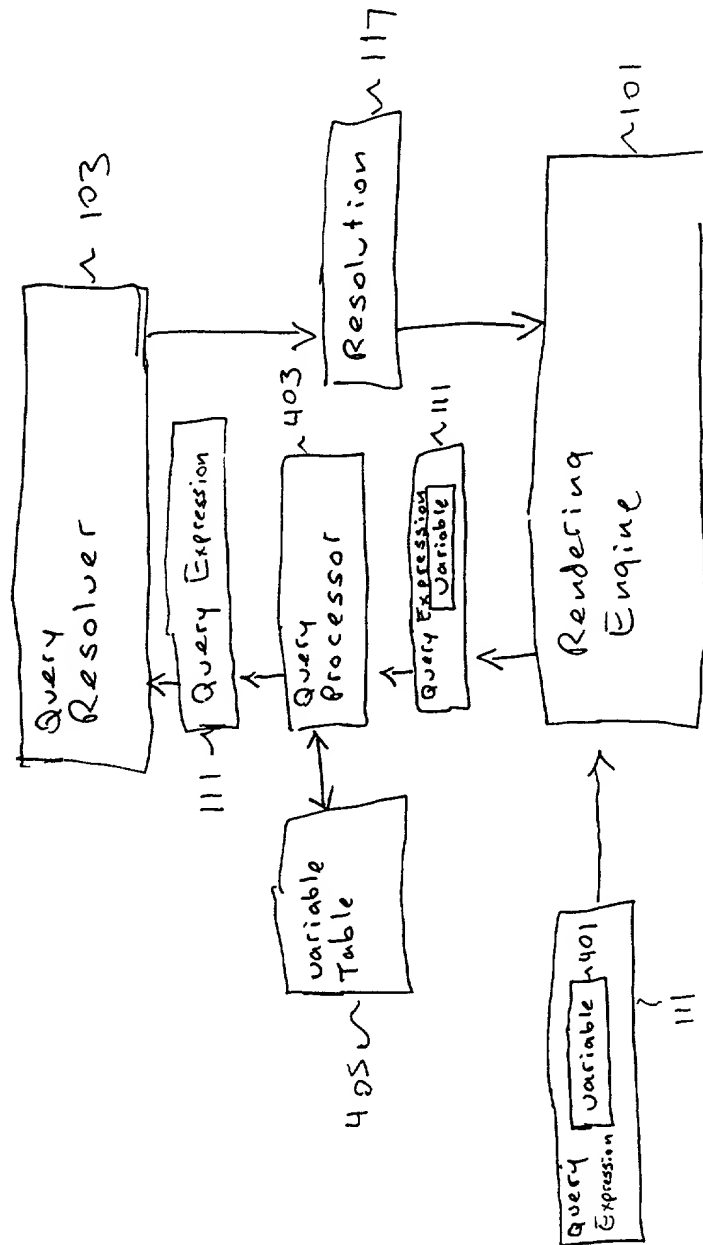 Query
Resolver
103
111
Query Expression
Variable
Table
405
Query
Processor
403
Resolution
117
Query Expression
Variable
111
Query
Expression
Variable
401
111
Rendering
Engine
101